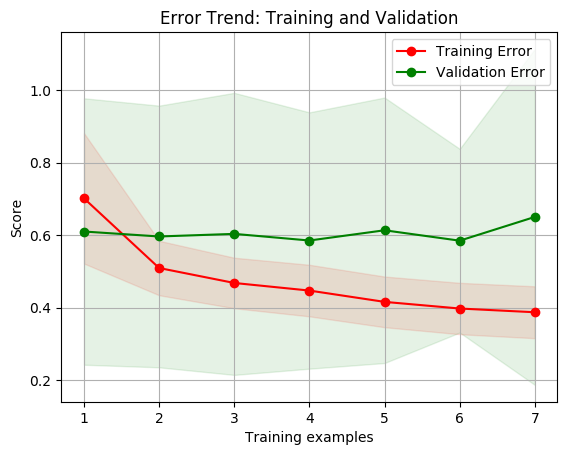 Error Trend: Training and Validation
Training Error
Validation Error
Score
1.0
0.8
0.6
0.4
0.2
1 2 3 4 5 6 7
Training examples